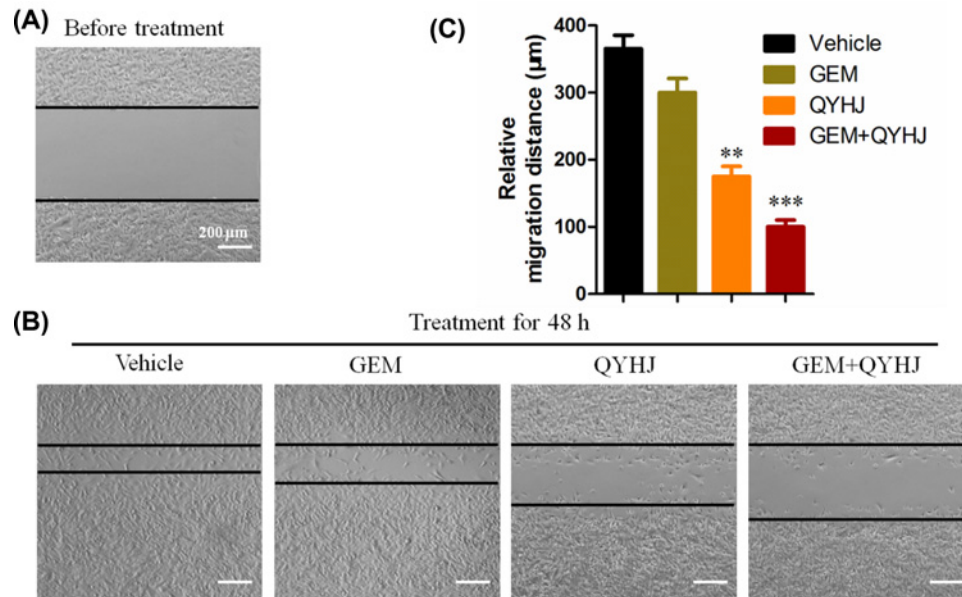 (A)
Before treatment
200 μm
(C)
Relative
migration distance (μm)
400
300
200
100
0
**
***
Vehicle
GEM
QYHJ
GEM+QYHJ
(B)
Treatment for 48 h
Vehicle
GEM
QYHJ
GEM+QYHJ